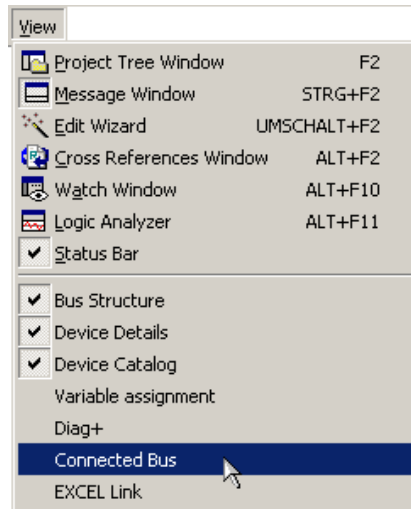 View
Project Tree Window F2
Message Window STRG+F2
Edit Wizard UMSCHALT+F2
Cross References Window ALT+F2
Watch Window ALT+F10
Logic Analyzer ALT+F11
Status Bar
Bus Structure
Device Details
Device Catalog
Variable assignment
Diag+
Connected Bus
EXCEL Link